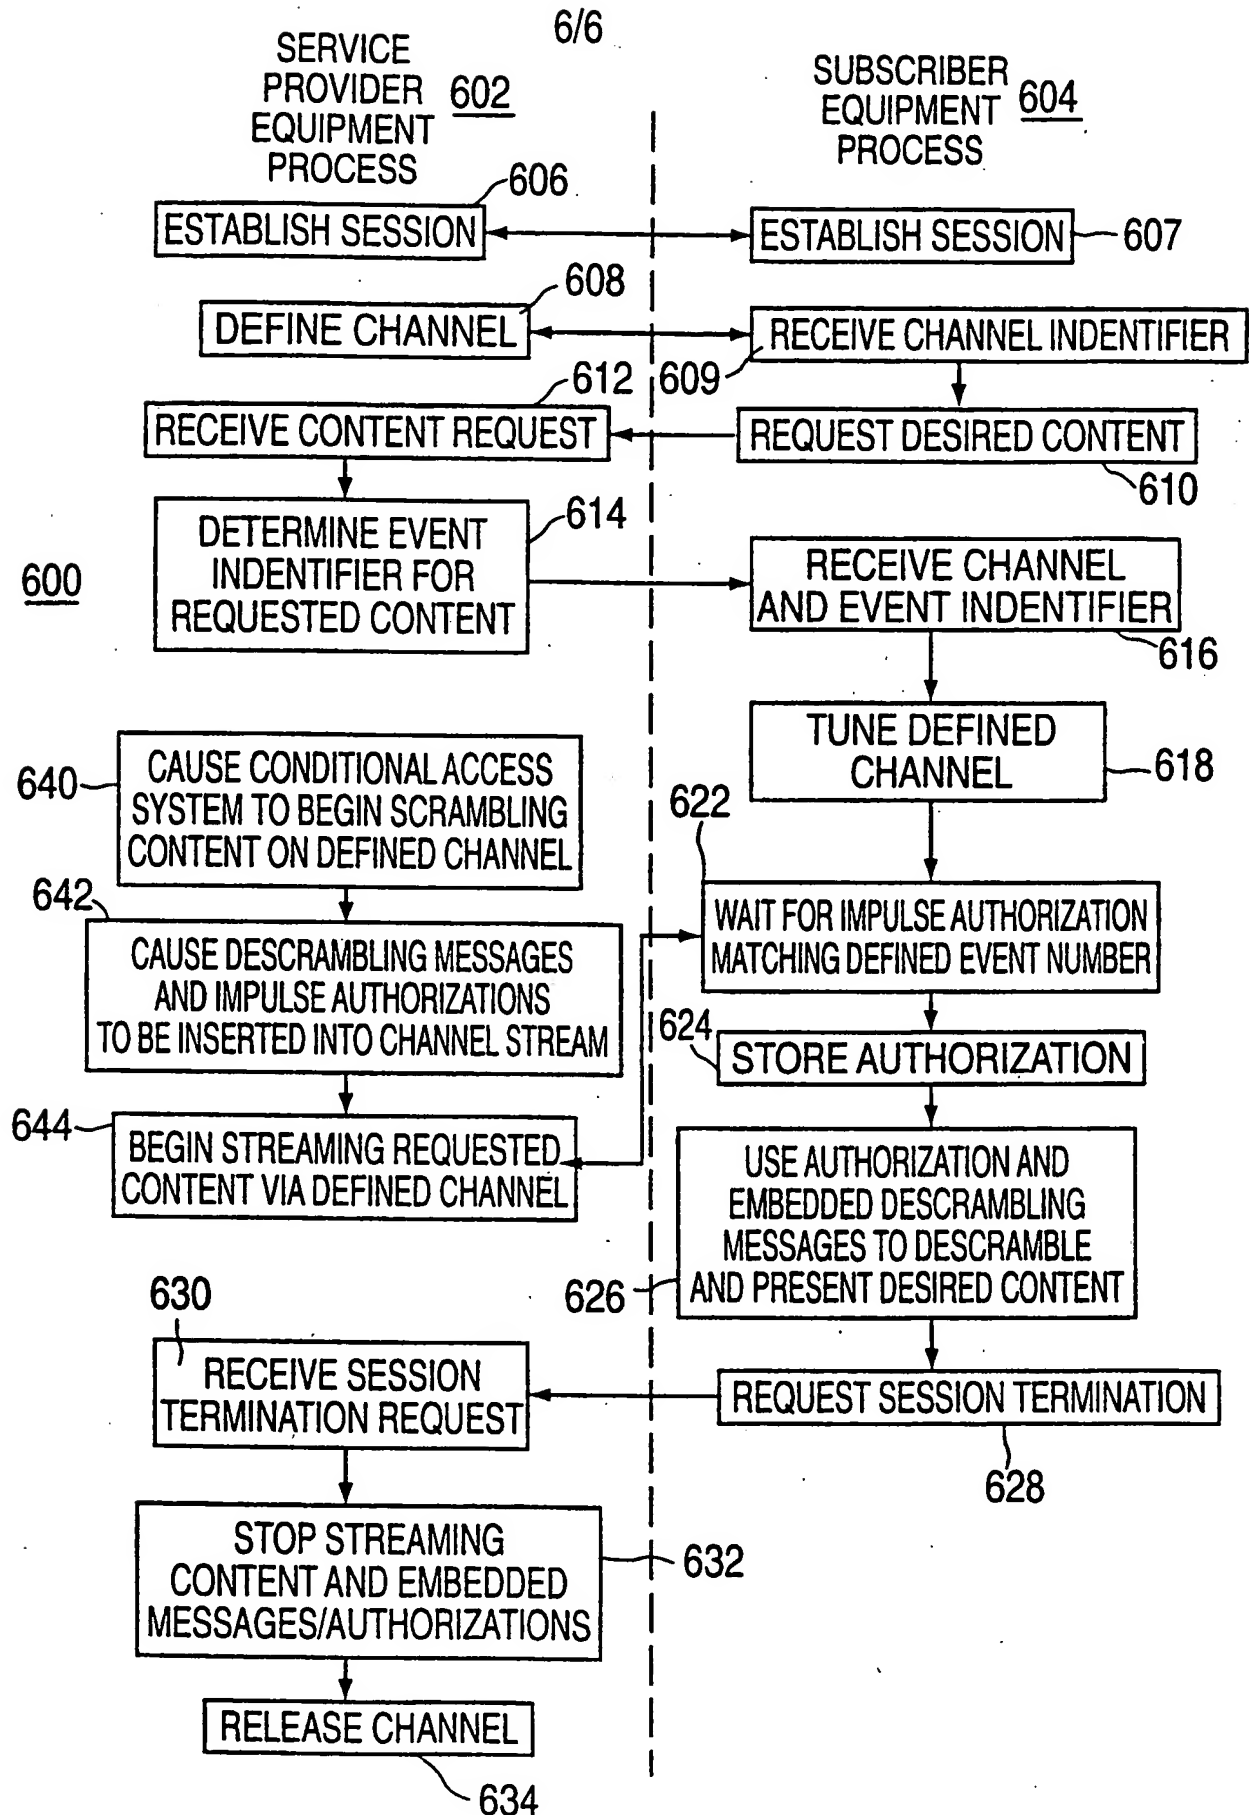 6/6
SERVICE
PROVIDER
EQUIPMENT
PROCESS
602
SUBSCRIBER
EQUIPMENT
PROCESS
604
606
ESTABLISH SESSION
ESTABLISH SESSION
607
608
DEFINE CHANNEL
RECEIVE CHANNEL INDENTIFIER
609
612
RECEIVE CONTENT REQUEST
REQUEST DESIRED CONTENT
610
600
614
DETERMINE EVENT
INDENTIFIER FOR
REQUESTED CONTENT
RECEIVE CHANNEL
AND EVENT INDENTIFIER
616
TUNE DEFINED
CHANNEL
618
640
CAUSE CONDITIONAL ACCESS
SYSTEM TO BEGIN SCRAMBLING
CONTENT ON DEFINED CHANNEL
622
WAIT FOR IMPULSE AUTHORIZATION
MATCHING DEFINED EVENT NUMBER
642
CAUSE DESCRAMBLING MESSAGES
AND IMPULSE AUTHORIZATIONS
TO BE INSERTED INTO CHANNEL STREAM
624
STORE AUTHORIZATION
644
BEGIN STREAMING REQUESTED
CONTENT VIA DEFINED CHANNEL
USE AUTHORIZATION AND
EMBEDDED DESCRAMBLING
MESSAGES TO DESCRAMBLE
AND PRESENT DESIRED CONTENT
626
630
RECEIVE SESSION
TERMINATION REQUEST
REQUEST SESSION TERMINATION
628
STOP STREAMING
CONTENT AND EMBEDDED
MESSAGES/AUTHORIZATIONS
632
RELEASE CHANNEL
634